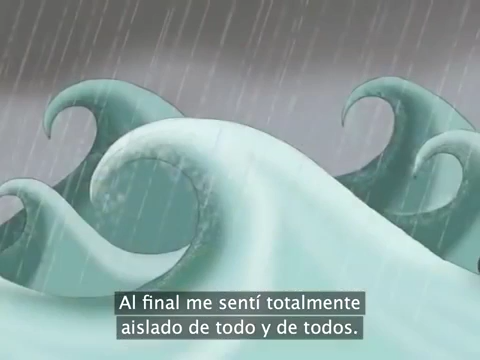 Al final me sentí totalmente
aislado de todo y de todos.